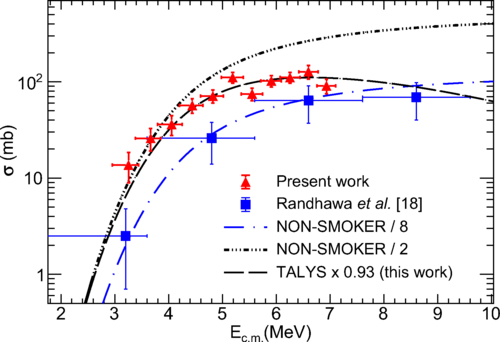 σ (mb)
10²
10
1
2 3 4 5 6 7 8 9 10
E_c.m.(MeV)
Present work
Randhawa et al. [18]
NON-SMOKER / 8
NON-SMOKER / 2
TALYS x 0.93 (this work)